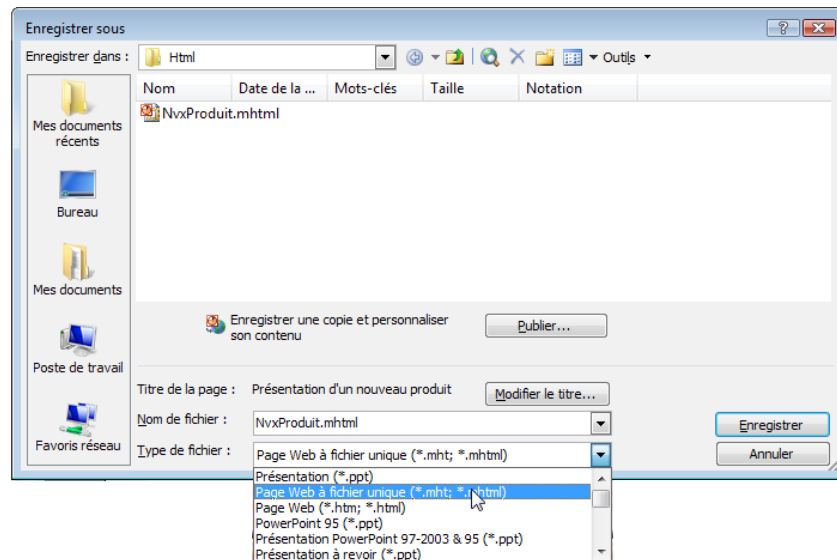 Enregistrer sous
Enregistrer dans :
Html
Outils
Nom Date de la ... Mots-clés Taille Notation
NvxProduit.mhtml
Mes documents
récents
Bureau
Mes documents
Poste de travail
Favoris réseau
Enregistrer une copie et personnaliser
son contenu
Publier...
Titre de la page : Présentation d'un nouveau produit Modifier le titre...
Nom de fichier : NvxProduit.mhtml Enregistrer
Type de fichier : Page Web à fichier unique (*.mht; *.mhtml) Annuler
Présentation (*.ppt)
Page Web à fichier unique (*.mht; *.mhtml)
Page Web (*.htm; *.html)
PowerPoint 95 (*.ppt)
Présentation PowerPoint 97-2003 & 95 (*.ppt)
Présentation à revoir (*.ppt)